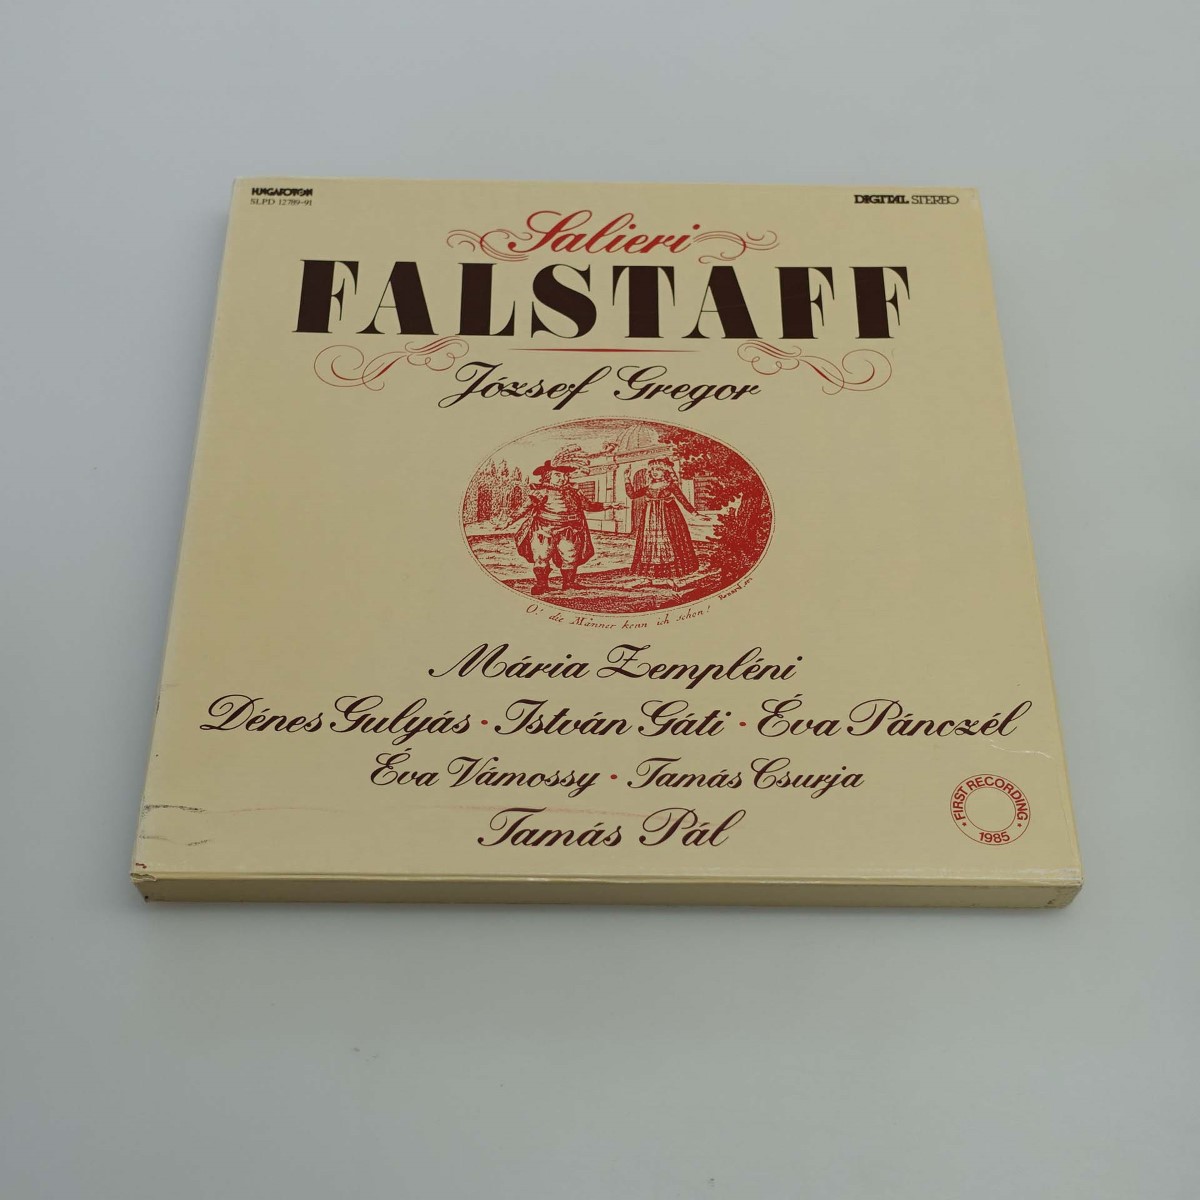 HUNGAROTON
SLPD 12789-91
DIGITAL STEREO
Salieri
FALSTAFF
József Gregor
O! die Männer kenn ich schon!
Mária Zempléni
Dénes Gulyás · István Gáti · Éva Pánczél
Éva Vámossy · Tamás Csurja
Tamás Pál
· FIRST RECORDING ·
1985